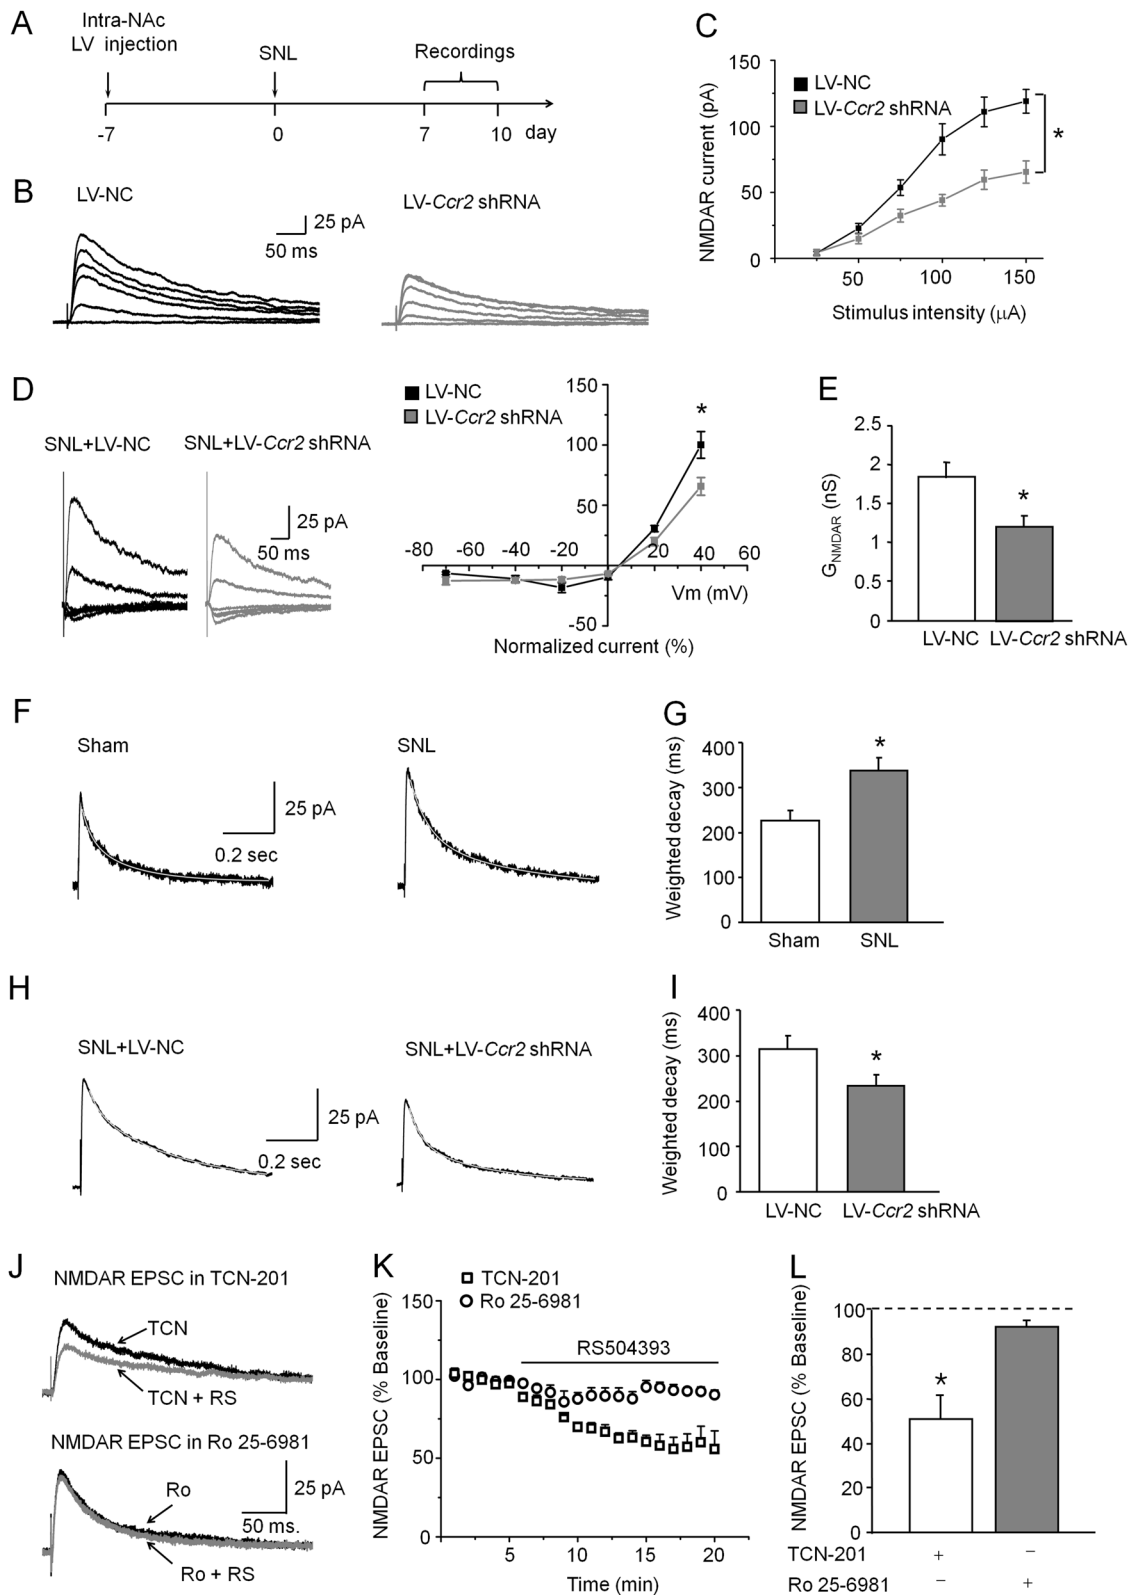 A
Intra-NAc
LV injection
SNL
Recordings
-7
0
7
10
day
B
LV-NC
25 pA
50 ms
LV-Ccr2 shRNA
C
LV-NC
LV-Ccr2 shRNA
NMDAR current (pA)
150
100
50
0
*
50
100
150
Stimulus intensity (μA)
D
SNL+LV-NC
SNL+LV-Ccr2 shRNA
25 pA
50 ms
LV-NC
LV-Ccr2 shRNA
150
100
50
-50
*
-80
-60
-40
-20
0
20
40
60
Vm (mV)
Normalized current (%)
E
GNMDAR (nS)
2.5
2
1.5
1
0.5
0
*
LV-NC
LV-Ccr2 shRNA
F
Sham
25 pA
0.2 sec
SNL
G
Weighted decay (ms)
400
300
200
100
0
*
Sham
SNL
H
SNL+LV-NC
25 pA
0.2 sec
SNL+LV-Ccr2 shRNA
I
Weighted decay (ms)
400
300
200
100
0
*
LV-NC
LV-Ccr2 shRNA
J
NMDAR EPSC in TCN-201
TCN
TCN + RS
NMDAR EPSC in Ro 25-6981
Ro
25 pA
50 ms.
Ro + RS
K
TCN-201
Ro 25-6981
NMDAR EPSC (% Baseline)
150
100
50
0
RS504393
5
10
15
20
Time (min)
L
NMDAR EPSC (% Baseline)
100
80
60
40
20
0
*
TCN-201 + −
Ro 25-6981 − +